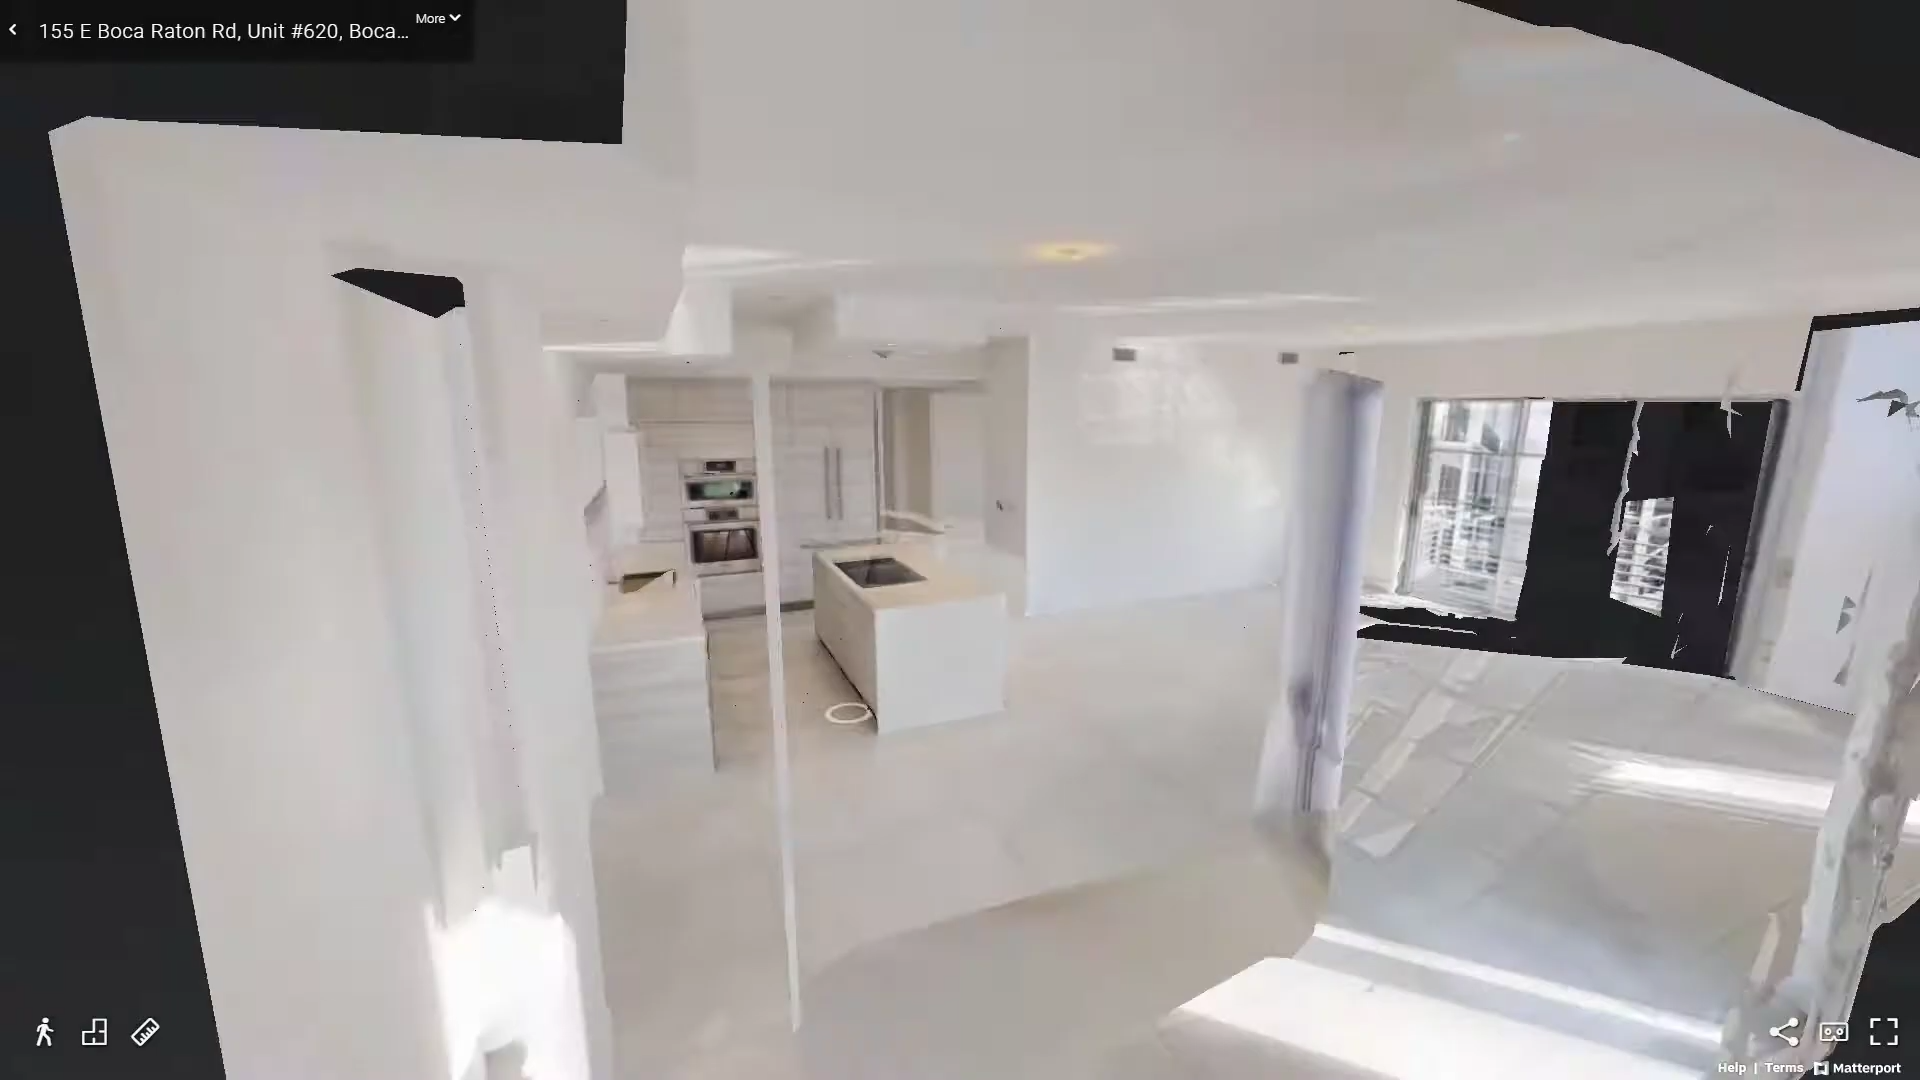 155 E Boca Raton Rd, Unit #620, Boca...
More
Help | Terms Matterport